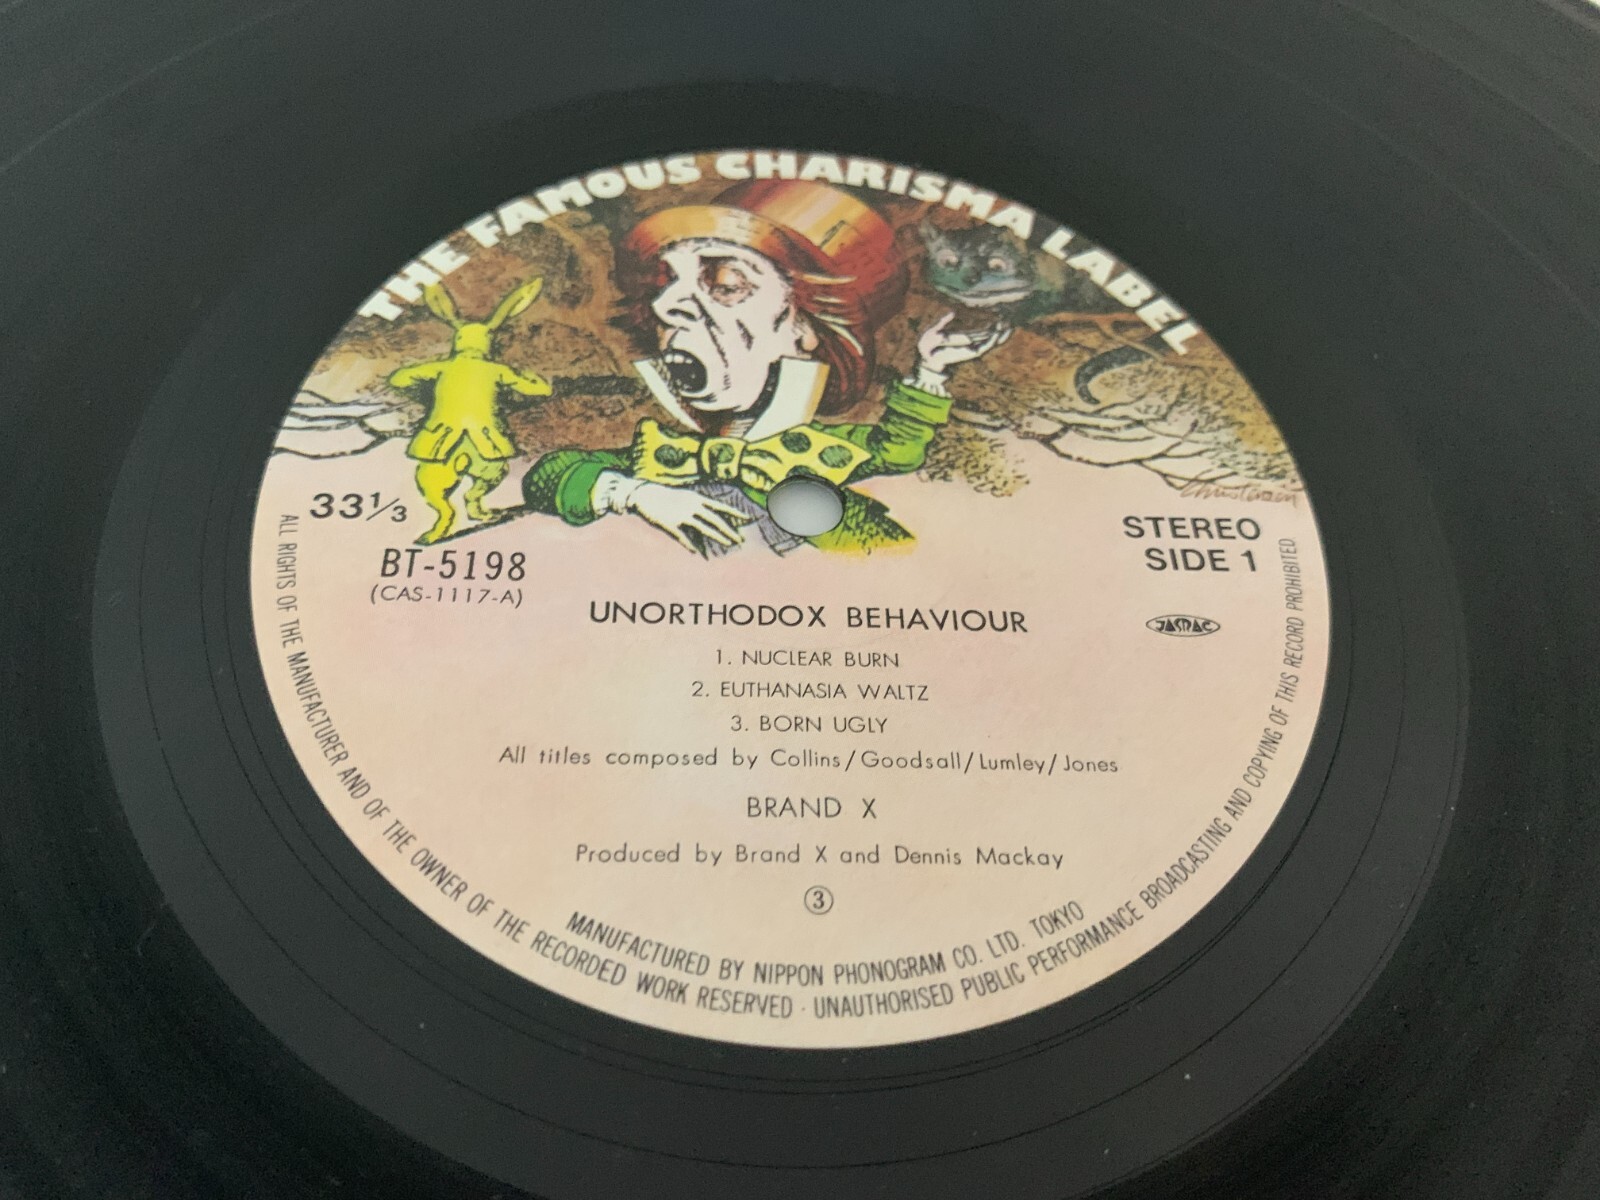 THE FAMOUS CHARISMA LABEL
33⅓
BT-5198
(CAS-1117-A)
STEREO
SIDE 1
JASRAC
UNORTHODOX BEHAVIOUR
1. NUCLEAR BURN
2. EUTHANASIA WALTZ
3. BORN UGLY
All titles composed by Collins/Goodsall/Lumley/Jones
BRAND X
Produced by Brand X and Dennis Mackay
③
MANUFACTURED BY NIPPON PHONOGRAM CO. LTD. TOKYO
ALL RIGHTS OF THE MANUFACTURER AND OF THE OWNER OF THE RECORDED WORK RESERVED · UNAUTHORISED PUBLIC PERFORMANCE BROADCASTING AND COPYING OF THIS RECORD PROHIBITED